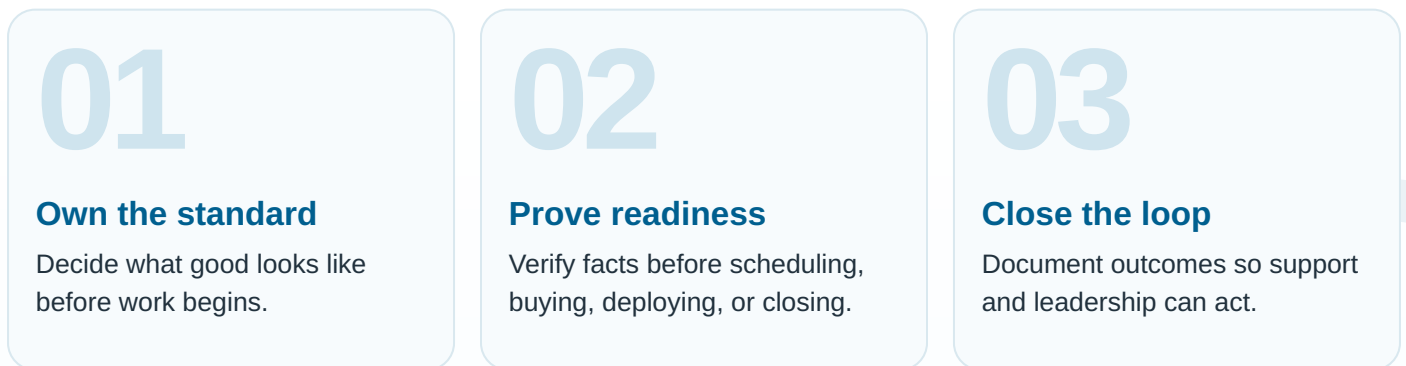 01
Own the standard
Decide what good looks like
before work begins.
02
Prove readiness
Verify facts before scheduling,
buying, deploying, or closing.
03
Close the loop
Document outcomes so support
and leadership can act.